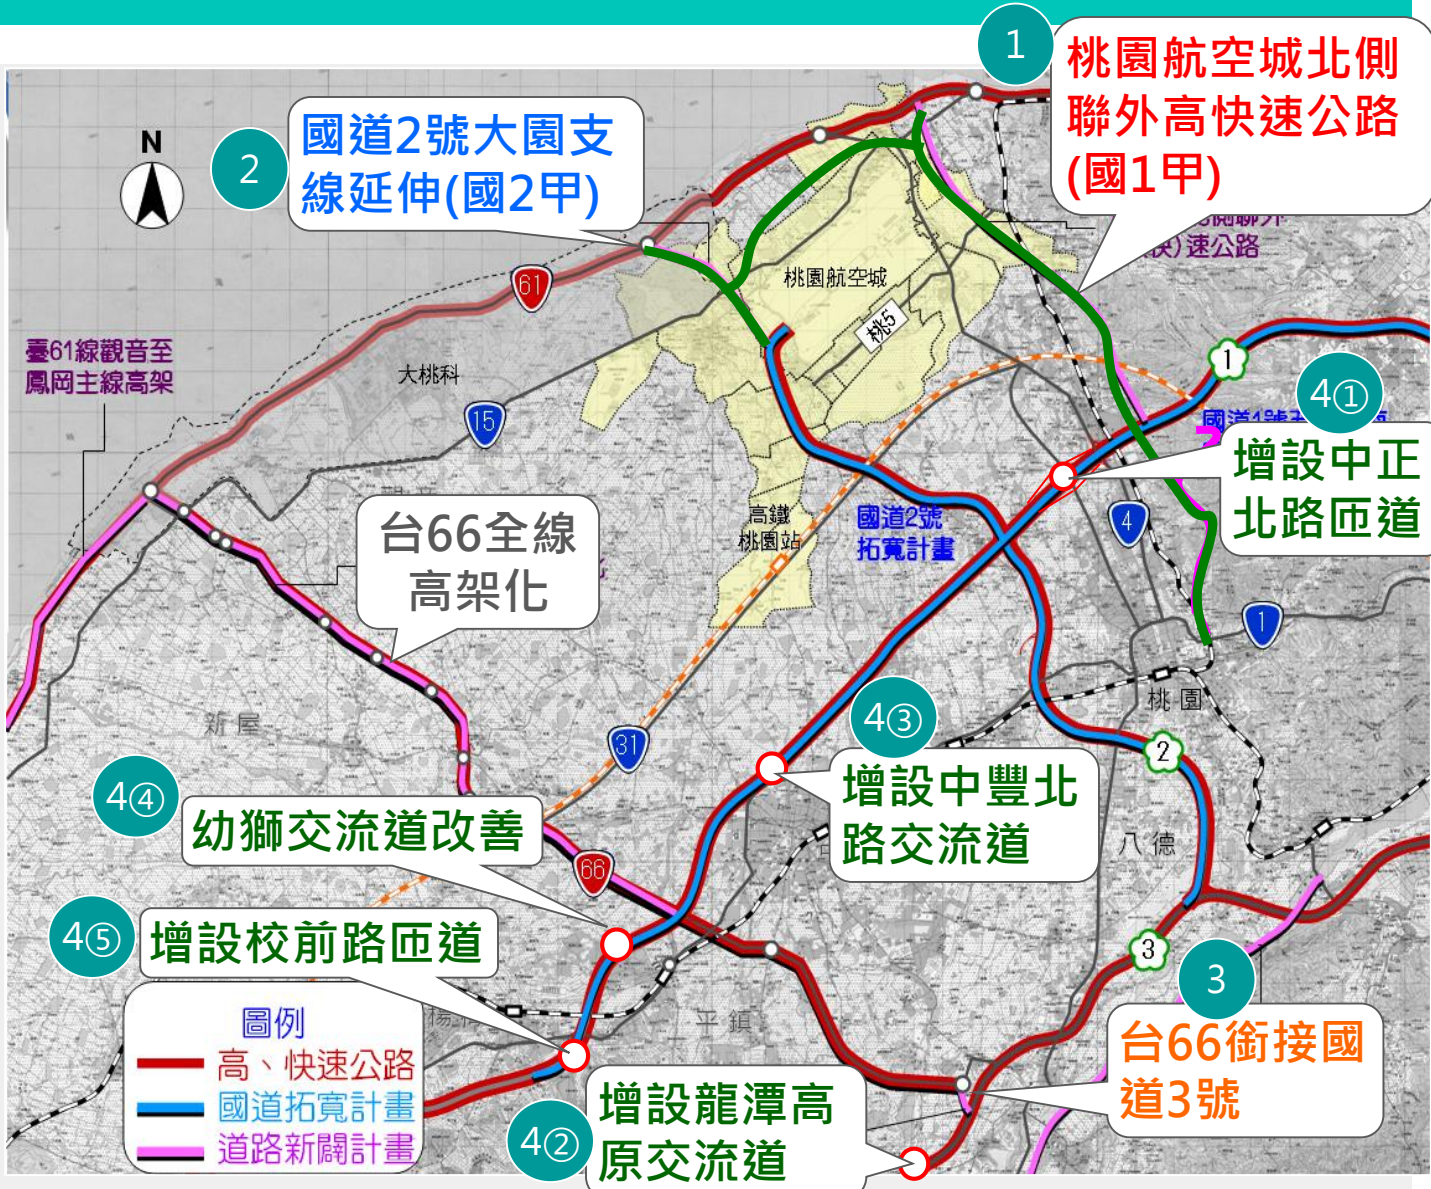 1
桃園航空城北側
聯外高快速公路
(國1甲)
2
國道2號大園支
線延伸(國2甲)
N
側聯外
速公路
61
桃園航空城
桃5
臺61線觀音至
鳳岡主線高架
大桃科
15
1
4①
增設中正
北路匝道
台66全線
高架化
高鐵
桃園站
國道2號
拓寬計畫
4
1
新屋
31
桃園
4③
增設中豐北
路交流道
2
4④
幼獅交流道改善
八德
66
4⑤
增設校前路匝道
3
3
台66銜接國
道3號
平鎮
圖例
高、快速公路
國道拓寬計畫
道路新闢計畫
4②
增設龍潭高
原交流道